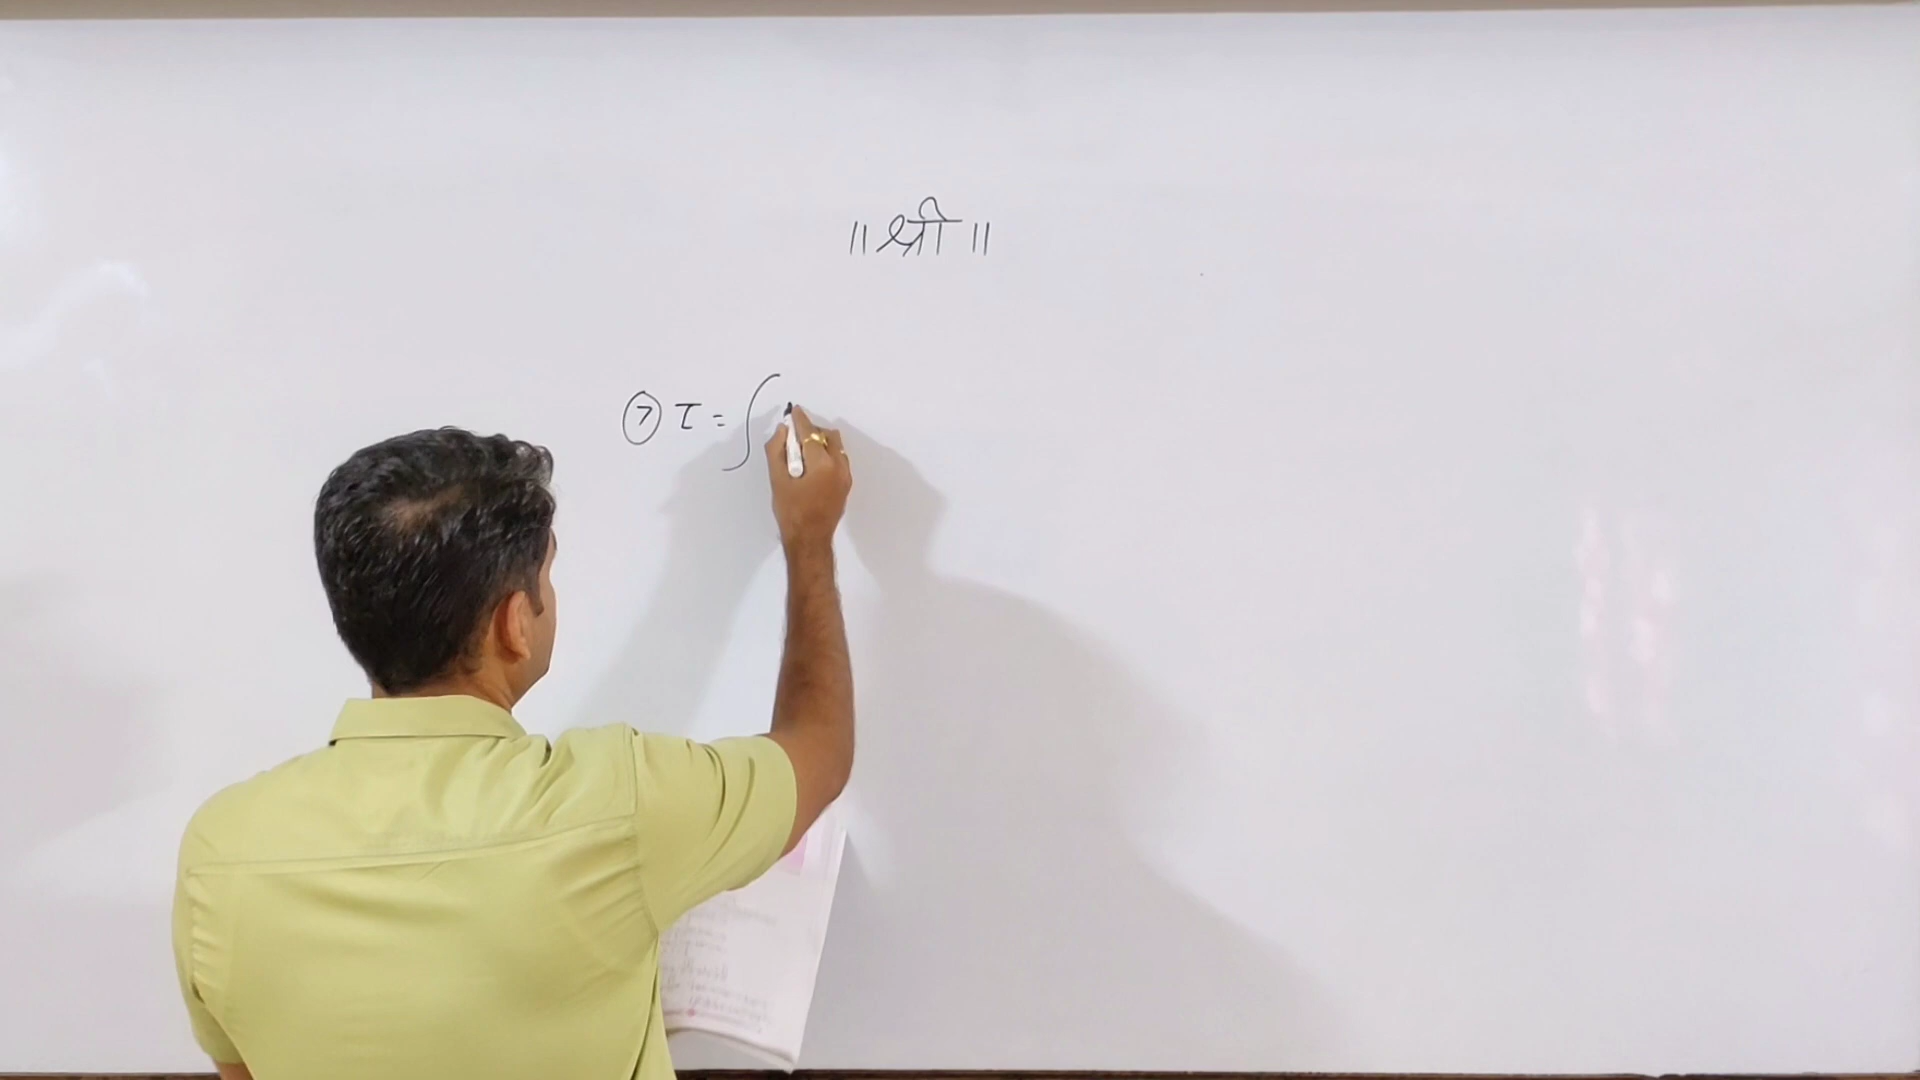 ॥ श्री ॥
⑦ I = ∫